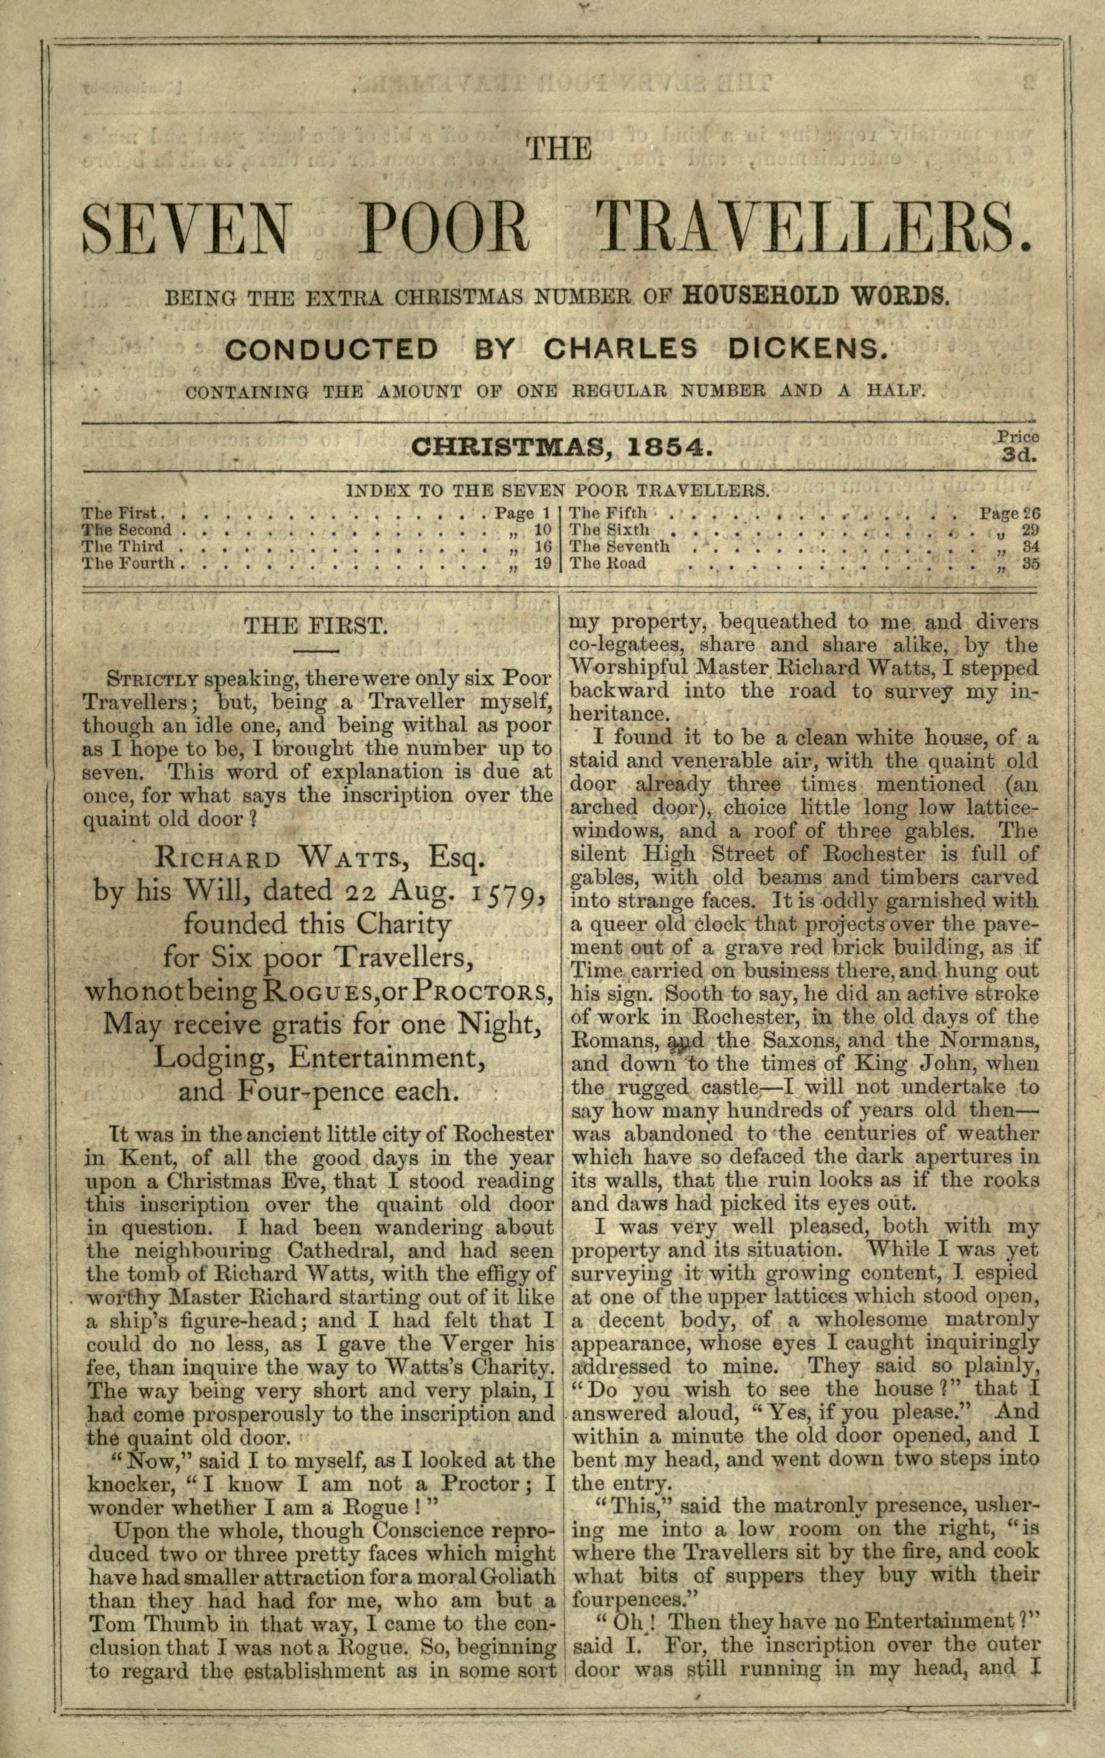 THE
SEVEN POOR TRAVELLERS.
BEING THE EXTRA CHRISTMAS NUMBER OF HOUSEHOLD WORDS.
CONDUCTED BY CHARLES DICKENS.
CONTAINING THE AMOUNT OF ONE REGULAR NUMBER AND A HALF.
CHRISTMAS, 1854.
Price
3d.
INDEX TO THE SEVEN POOR TRAVELLERS.
The First . . . . . . . . . . . . . . . . Page 1
The Second . . . . . . . . . . . . . . . „ 10
The Third . . . . . . . . . . . . . . . „ 16
The Fourth . . . . . . . . . . . . . . . „ 19
The Fifth . . . . . . . . . . . . . Page 26
The Sixth . . . . . . . . . . . . . . „ 29
The Seventh . . . . . . . . . . . . . „ 34
The Road . . . . . . . . . . . . . „ 35
THE FIRST.
STRICTLY speaking, there were only six Poor
Travellers; but, being a Traveller myself,
though an idle one, and being withal as poor
as I hope to be, I brought the number up to
seven. This word of explanation is due at
once, for what says the inscription over the
quaint old door?
RICHARD WATTS, Esq.
by his Will, dated 22 Aug. 1579,
founded this Charity
for Six poor Travellers,
who not being ROGUES, or PROCTORS,
May receive gratis for one Night,
Lodging, Entertainment,
and Four-pence each.
It was in the ancient little city of Rochester
in Kent, of all the good days in the year
upon a Christmas Eve, that I stood reading
this inscription over the quaint old door
in question. I had been wandering about
the neighbouring Cathedral, and had seen
the tomb of Richard Watts, with the effigy of
worthy Master Richard starting out of it like
a ship's figure-head; and I had felt that I
could do no less, as I gave the Verger his
fee, than inquire the way to Watts's Charity.
The way being very short and very plain, I
had come prosperously to the inscription and
the quaint old door.
“Now,” said I to myself, as I looked at the
knocker, “I know I am not a Proctor; I
wonder whether I am a Rogue!”
Upon the whole, though Conscience repro-
duced two or three pretty faces which might
have had smaller attraction for a moral Goliath
than they had had for me, who am but a
Tom Thumb in that way, I came to the con-
clusion that I was not a Rogue. So, beginning
to regard the establishment as in some sort
my property, bequeathed to me and divers
co-legatees, share and share alike, by the
Worshipful Master Richard Watts, I stepped
backward into the road to survey my in-
heritance.
I found it to be a clean white house, of a
staid and venerable air, with the quaint old
door already three times mentioned (an
arched door), choice little long low lattice-
windows, and a roof of three gables. The
silent High Street of Rochester is full of
gables, with old beams and timbers carved
into strange faces. It is oddly garnished with
a queer old clock that projects over the pave-
ment out of a grave red brick building, as if
Time carried on business there, and hung out
his sign. Sooth to say, he did an active stroke
of work in Rochester, in the old days of the
Romans, and the Saxons, and the Normans,
and down to the times of King John, when
the rugged castle—I will not undertake to
say how many hundreds of years old then—
was abandoned to the centuries of weather
which have so defaced the dark apertures in
its walls, that the ruin looks as if the rooks
and daws had picked its eyes out.
I was very well pleased, both with my
property and its situation. While I was yet
surveying it with growing content, I espied
at one of the upper lattices which stood open,
a decent body, of a wholesome matronly
appearance, whose eyes I caught inquiringly
addressed to mine. They said so plainly,
“Do you wish to see the house?” that I
answered aloud, “Yes, if you please.” And
within a minute the old door opened, and I
bent my head, and went down two steps into
the entry.
“This,” said the matronly presence, usher-
ing me into a low room on the right, “is
where the Travellers sit by the fire, and cook
what bits of suppers they buy with their
fourpences.”
“Oh! Then they have no Entertainment?”
said I. For, the inscription over the outer
door was still running in my head, and I